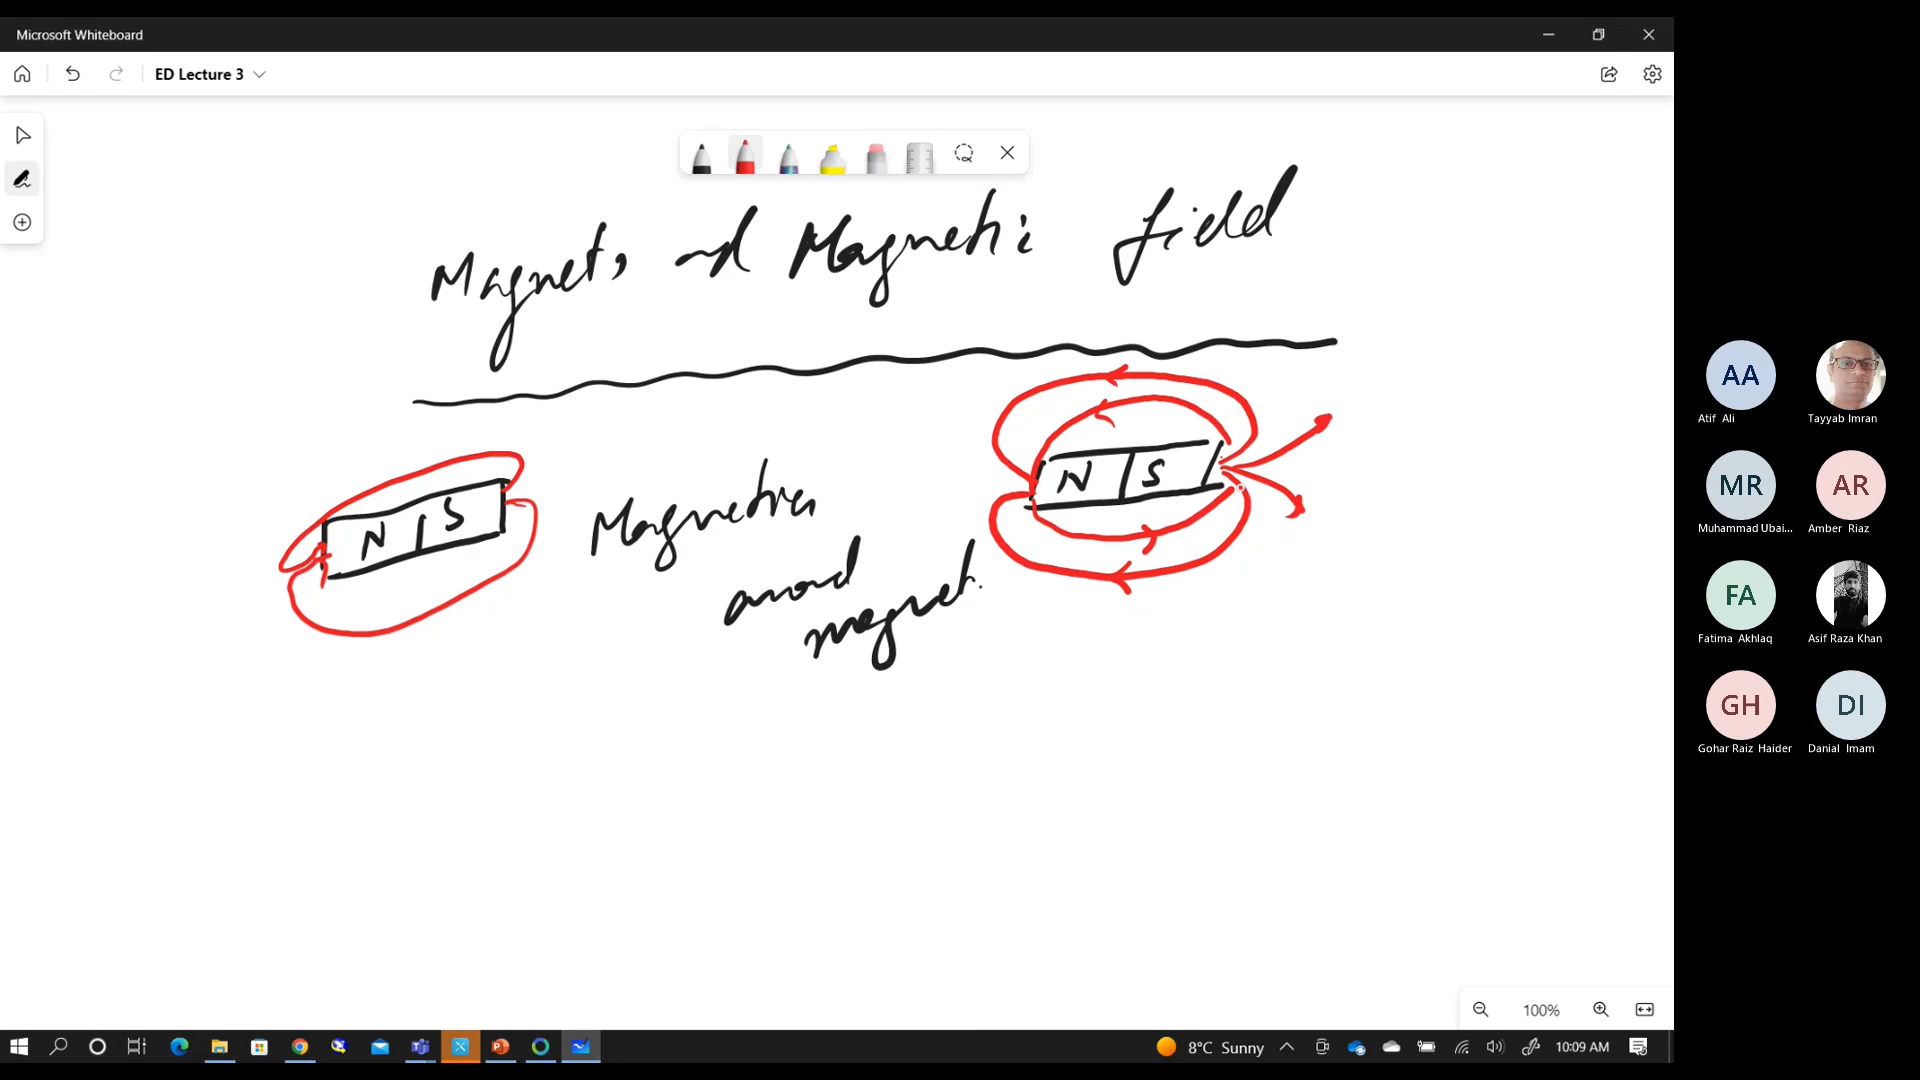 Microsoft Whiteboard
ED Lecture 3
Magnets and Magnetic field
N S
N S
around
magnet.
AA
Atif Ali
Tayyab Imran
MR
Muhammad Ubai...
AR
Amber Riaz
FA
Fatima Akhlaq
Asif Raza Khan
GH
Gohar Raiz Haider
DI
Danial Imam
100%
8°C Sunny
10:09 AM